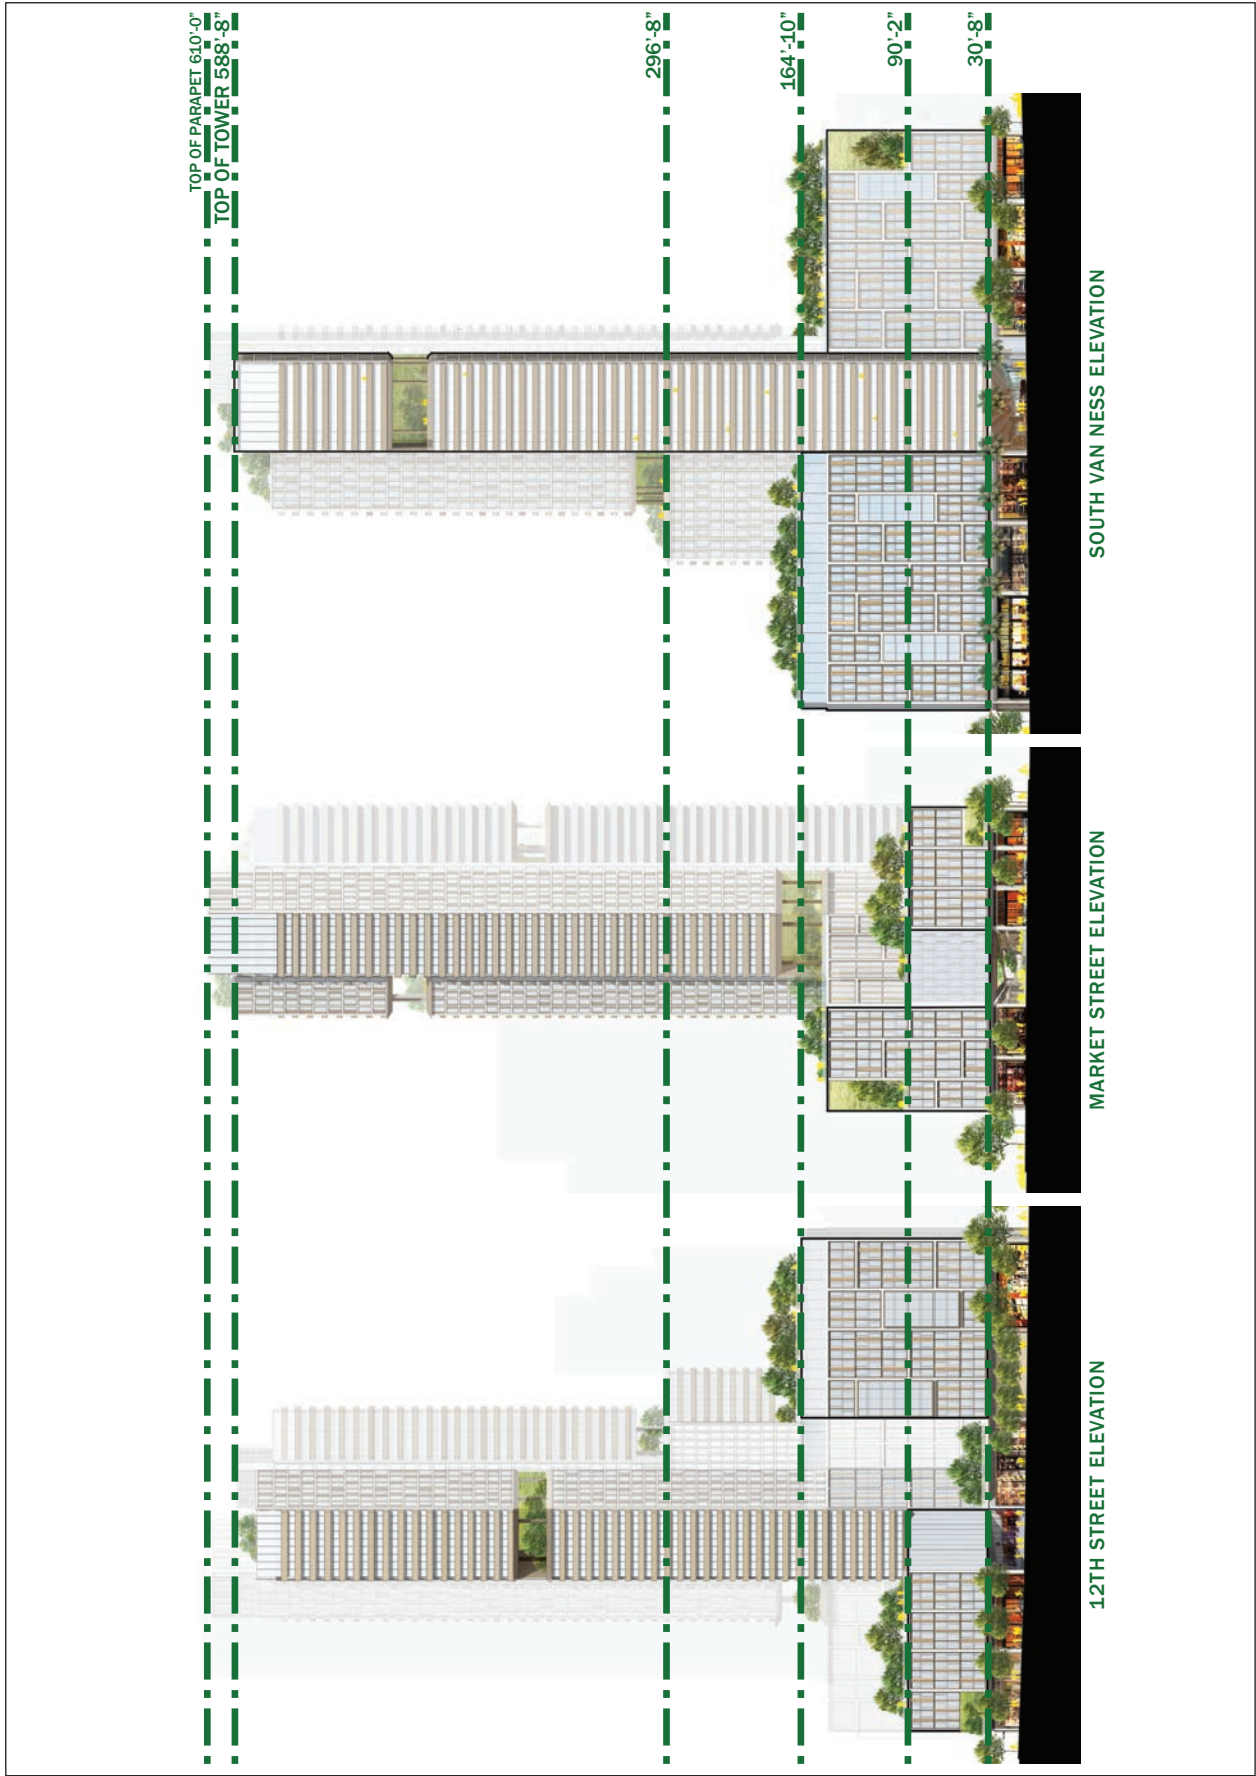 TOP OF PARAPET 610'-0"
TOP OF TOWER 588'-8"
296'-8"
164'-10"
90'-2"
30'-8"
SOUTH VAN NESS ELEVATION
MARKET STREET ELEVATION
12TH STREET ELEVATION